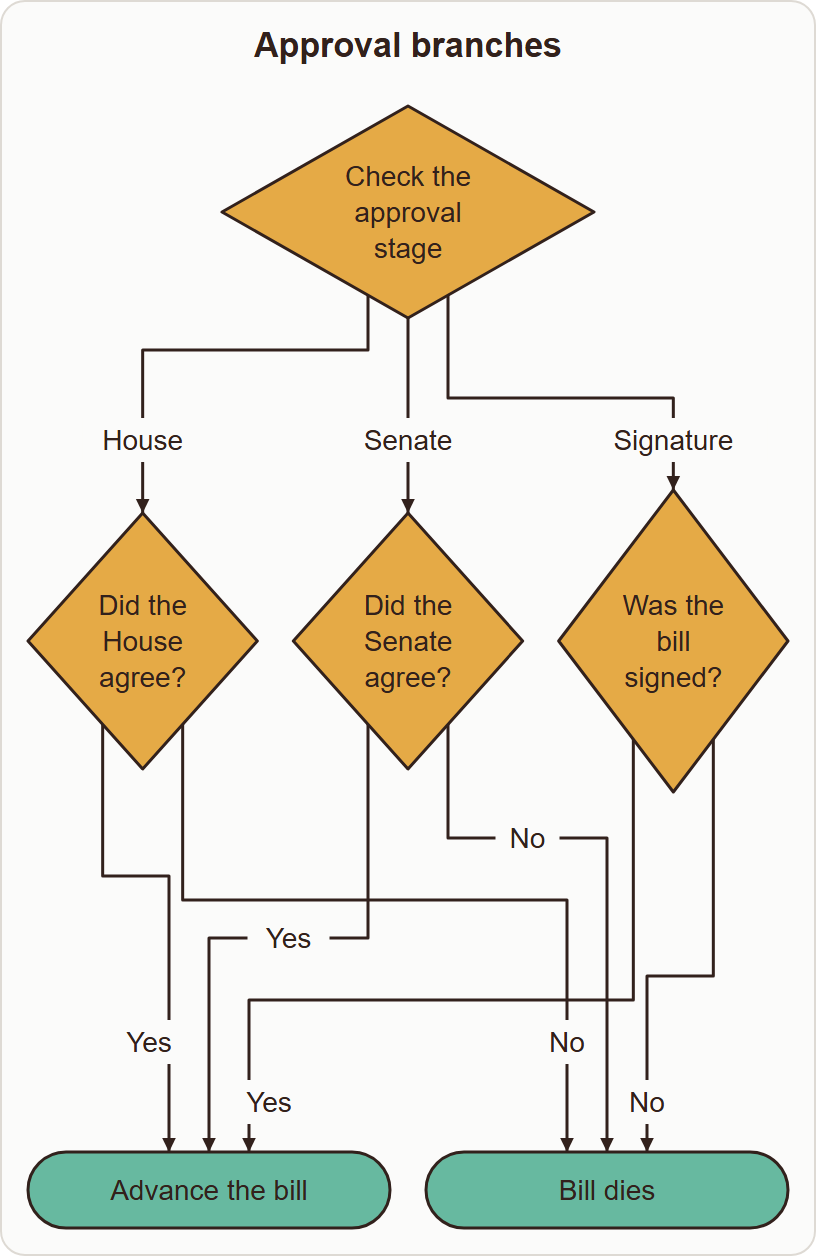 Approval branches
Check the
approval
stage
House
Senate
Signature
Did the
House
agree?
Did the
Senate
agree?
Was the
bill
signed?
No
Yes
Yes
No
Yes
No
Advance the bill
Bill dies